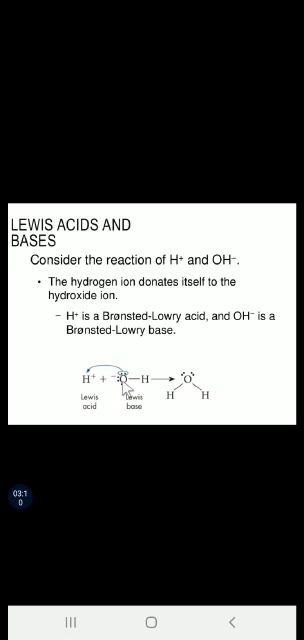 LEWIS ACIDS AND
BASES
Consider the reaction of H⁺ and OH⁻.
• The hydrogen ion donates itself to the
hydroxide ion.
– H⁺ is a Brønsted-Lowry acid, and OH⁻ is a
Brønsted-Lowry base.
H⁺ + ⁻:O—H → O
H H
Lewis Lewis
acid base
03:1
0